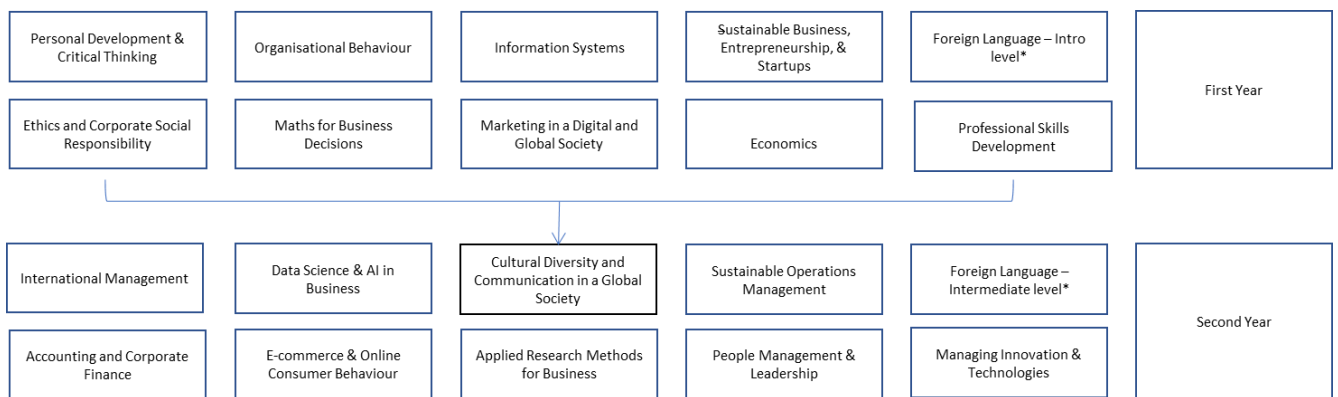 Personal Development &
Critical Thinking
Organisational Behaviour
Information Systems
Sustainable Business,
Entrepreneurship, &
Startups
Foreign Language – Intro
level*
First Year
Ethics and Corporate Social
Responsibility
Maths for Business
Decisions
Marketing in a Digital and
Global Society
Economics
Professional Skills
Development
International Management
Data Science & AI in
Business
Cultural Diversity and
Communication in a Global
Society
Sustainable Operations
Management
Foreign Language –
Intermediate level*
Second Year
Accounting and Corporate
Finance
E-commerce & Online
Consumer Behaviour
Applied Research Methods
for Business
People Management &
Leadership
Managing Innovation &
Technologies